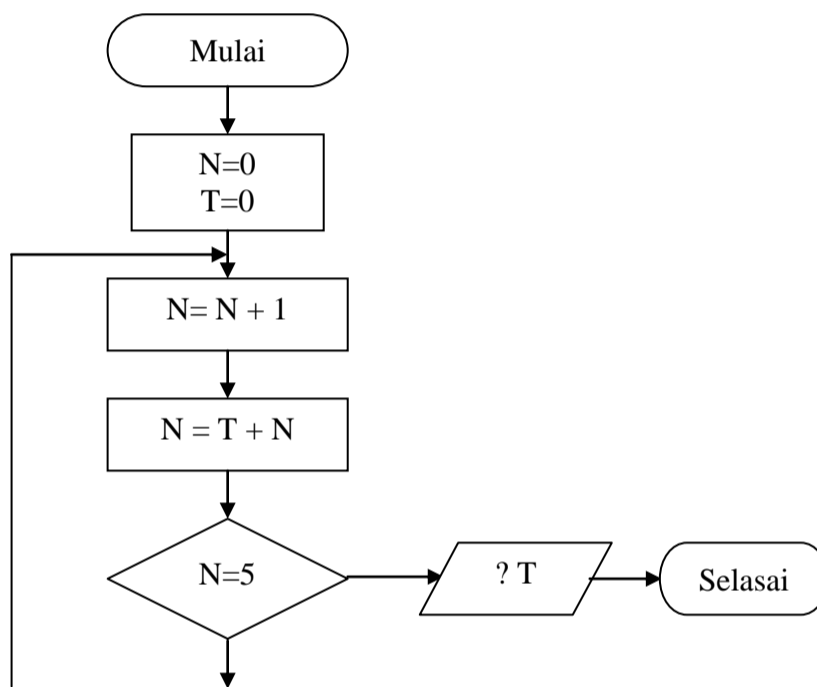 Mulai
N=0
T=0
N= N + 1
N = T + N
N=5
? T
Selasai